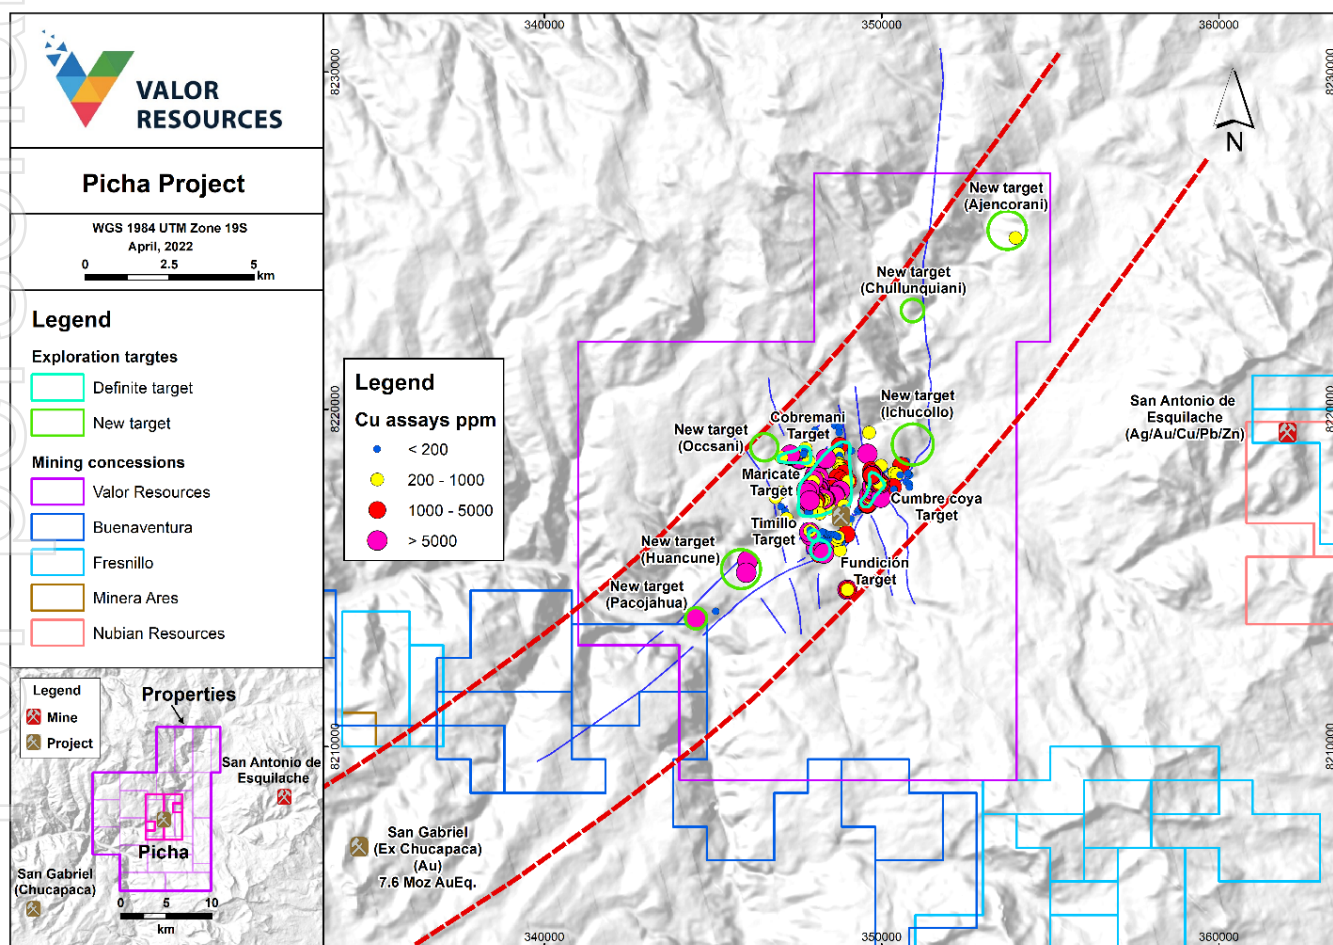 VALOR
RESOURCES
Picha Project
WGS 1984 UTM Zone 19S
April, 2022
0 2.5 5
km
Legend
Exploration targtes
Definite target
New target
Mining concessions
Valor Resources
Buenaventura
Fresnillo
Minera Ares
Nubian Resources
Legend
Mine
Project
Properties
San Antonio de
Esquilache
Picha
San Gabriel
(Chucapaca)
0 5 10
km
340000 350000 360000
8230000 8230000
8220000 8220000
8210000 8210000
340000 350000 360000
N
Legend
Cu assays ppm
< 200
200 - 1000
1000 - 5000
> 5000
New target
(Ajencorani)
New target
(Chullunquiani)
New target
(Ichucollo)
Cobremani
Target
New target
(Occsani)
Maricate
Target
Cumbre coya
Target
Timillo
Target
New target
(Huancune)
Fundición
Target
New target
(Pacojahua)
San Antonio de
Esquilache
(Ag/Au/Cu/Pb/Zn)
San Gabriel
(Ex Chucapaca)
(Au)
7.6 Moz AuEq.